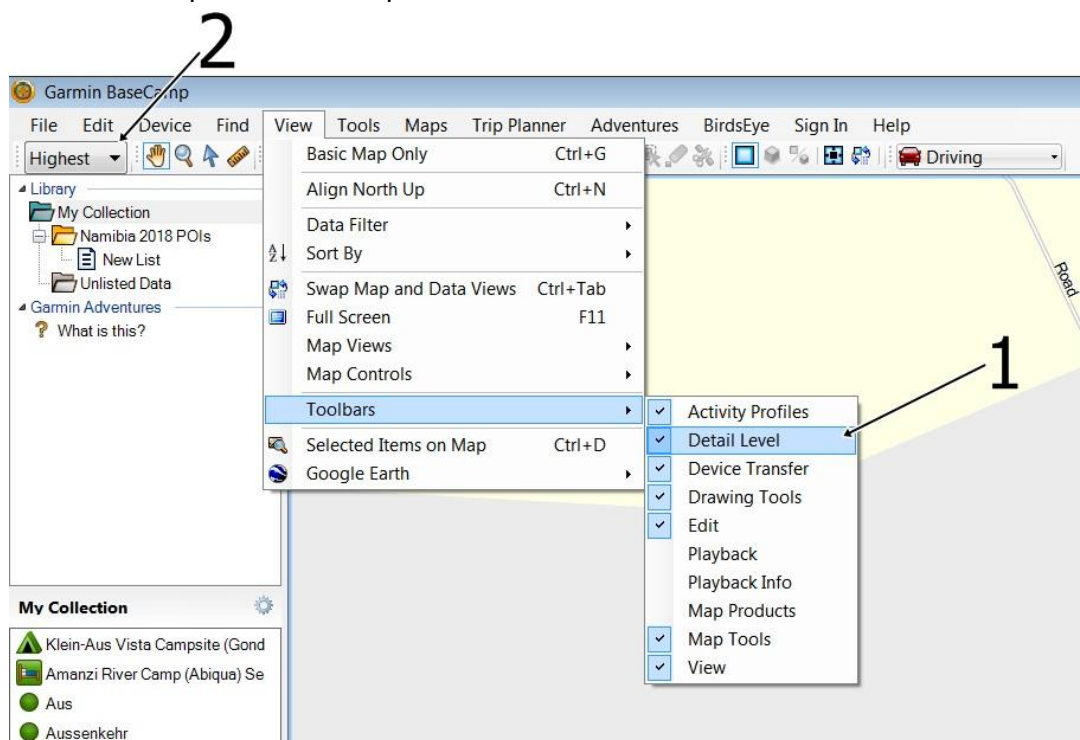 2
Garmin BaseCamp
File Edit Device Find View Tools Maps Trip Planner Adventures BirdsEye Sign In Help
Highest
Driving
Library
My Collection
Namibia 2018 POIs
New List
Unlisted Data
Garmin Adventures
What is this?
Basic Map Only Ctrl+G
Align North Up Ctrl+N
Data Filter
Sort By
Swap Map and Data Views Ctrl+Tab
Full Screen F11
Map Views
Map Controls
Toolbars
Selected Items on Map Ctrl+D
Google Earth
Road
1
Activity Profiles
Detail Level
Device Transfer
Drawing Tools
Edit
Playback
Playback Info
Map Products
Map Tools
View
My Collection
Klein-Aus Vista Campsite (Gond
Amanzi River Camp (Abiqua) Se
Aus
Aussenkehr